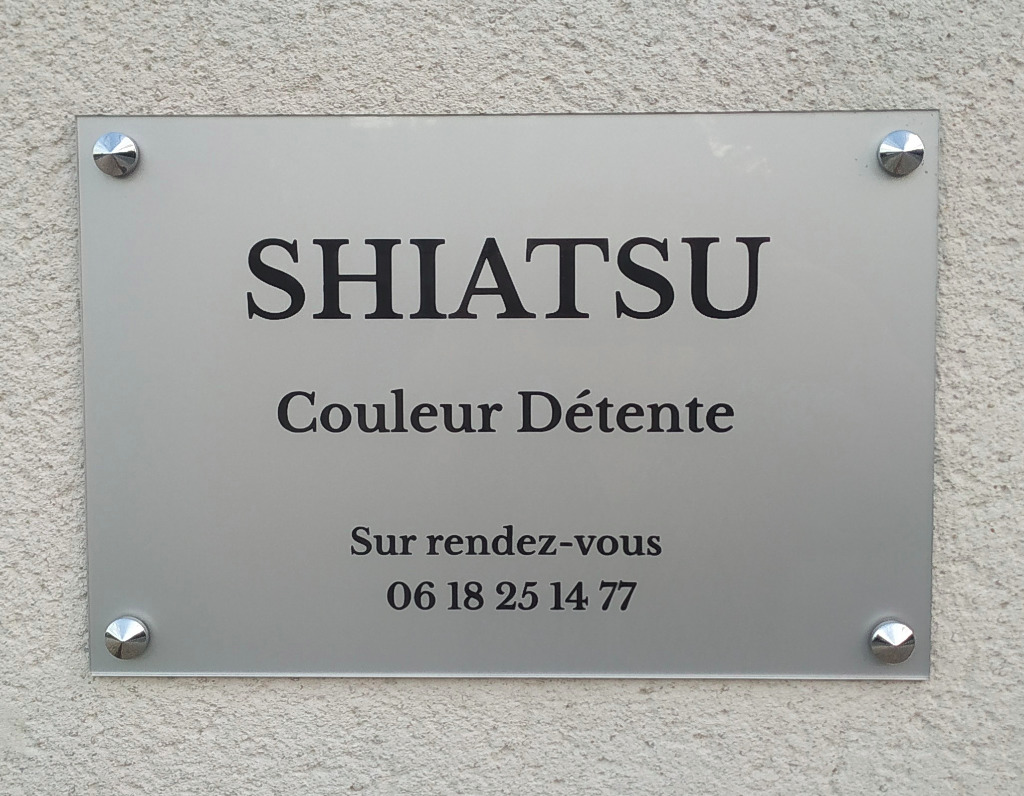 SHIATSU
Couleur Détente
Sur rendez-vous
06 18 25 14 77